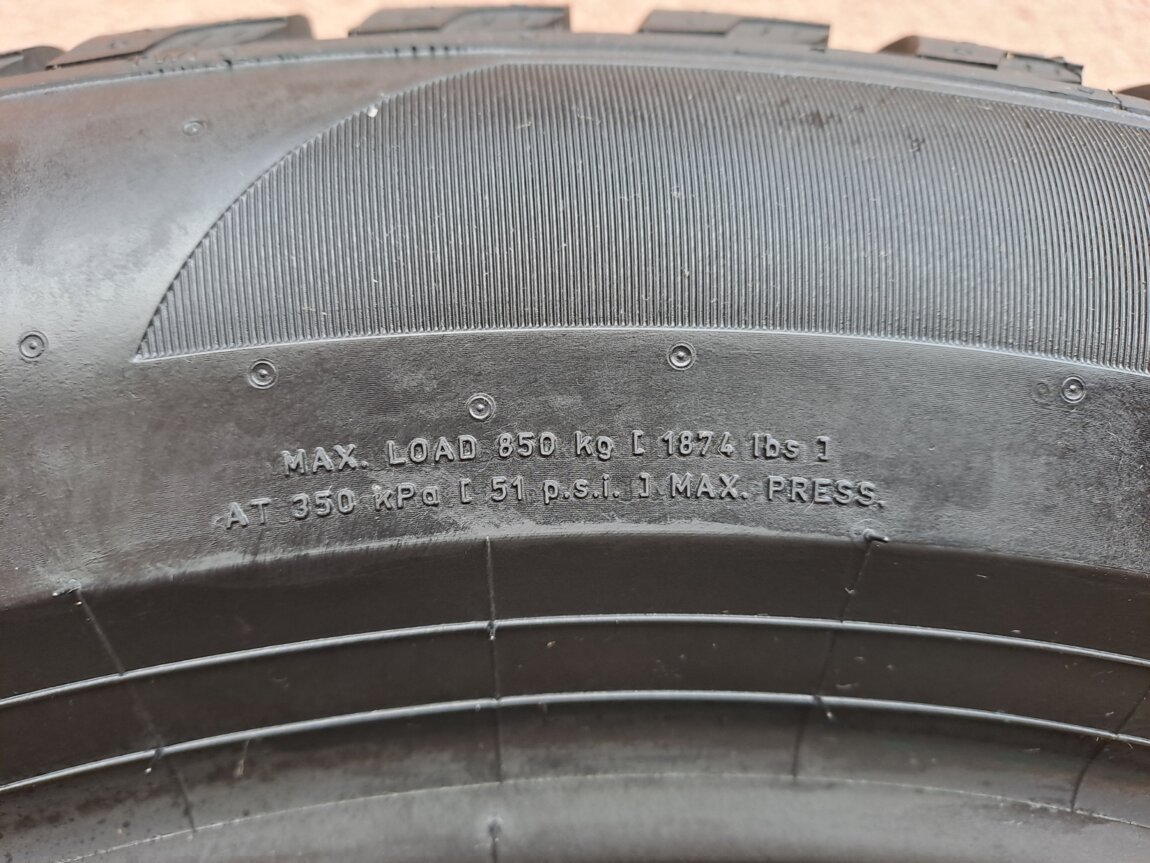 MAX. LOAD 850 kg [ 1874 lbs ]
AT 350 kPa [ 51 p.s.i. ] MAX. PRESS.